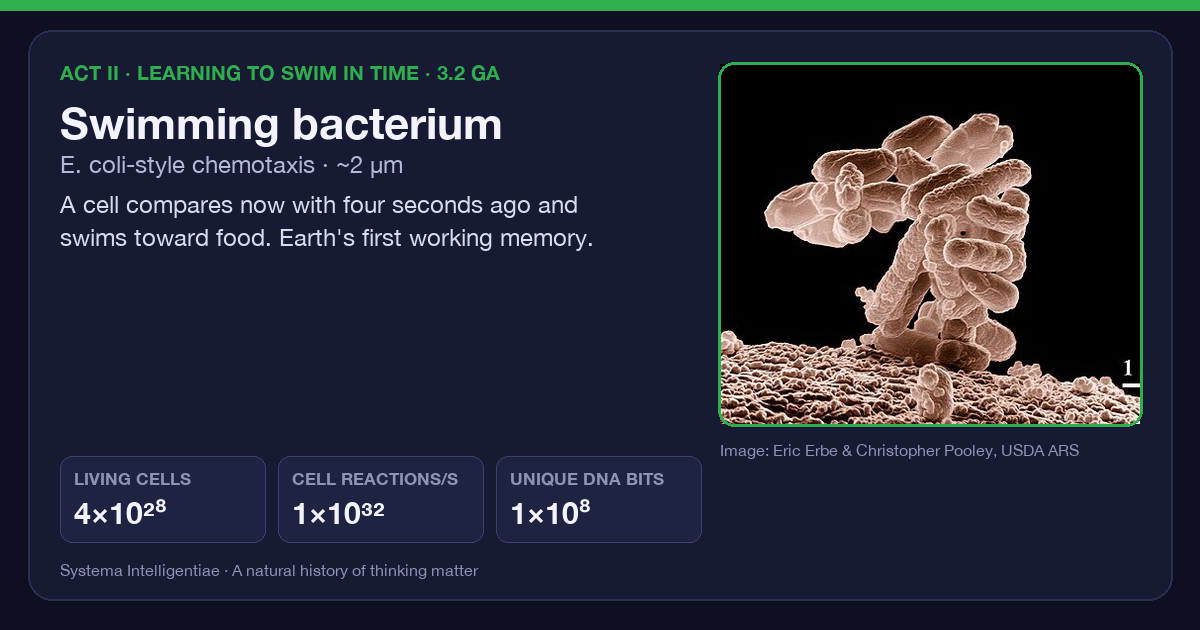 ACT II · LEARNING TO SWIM IN TIME · 3.2 GA
Swimming bacterium
E. coli-style chemotaxis · ~2 μm
A cell compares now with four seconds ago and
swims toward food. Earth's first working memory.
1
Image: Eric Erbe & Christopher Pooley, USDA ARS
LIVING CELLS
4×10²⁸
CELL REACTIONS/S
1×10³²
UNIQUE DNA BITS
1×10⁸
Systema Intelligentiae · A natural history of thinking matter